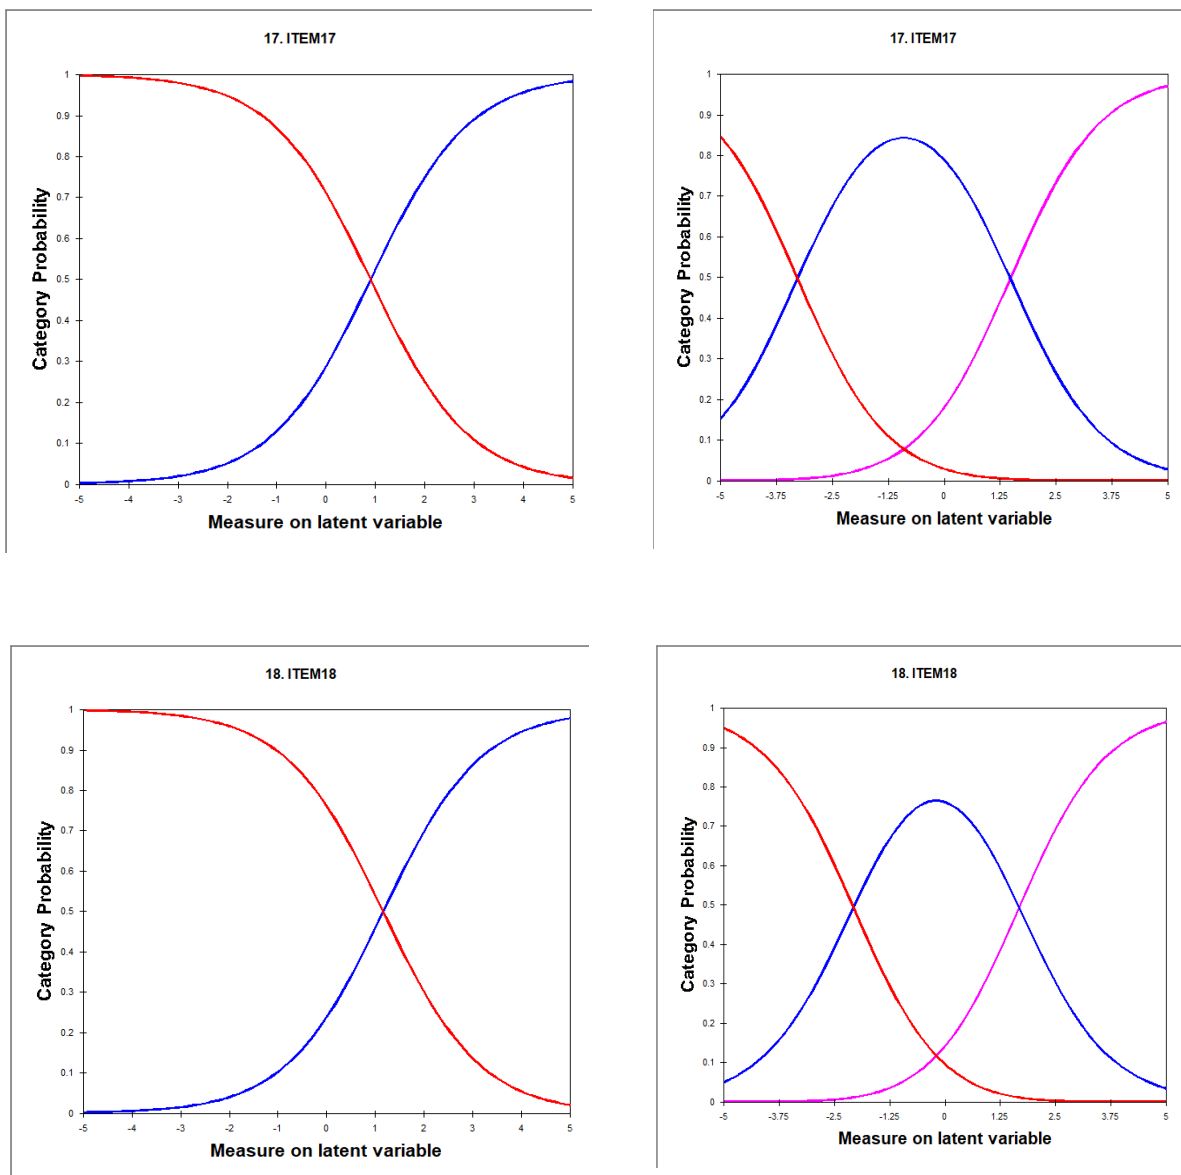 17. ITEM17
1
0.9
0.8
0.7
0.6
0.5
0.4
0.3
0.2
0.1
0
Category Probability
-5 -4 -3 -2 -1 0 1 2 3 4 5
Measure on latent variable
17. ITEM17
1
0.9
0.8
0.7
0.6
0.5
0.4
0.3
0.2
0.1
0
Category Probability
-5 -3.75 -2.5 -1.25 0 1.25 2.5 3.75 5
Measure on latent variable
18. ITEM18
1
0.9
0.8
0.7
0.6
0.5
0.4
0.3
0.2
0.1
0
Category Probability
-5 -4 -3 -2 -1 0 1 2 3 4 5
Measure on latent variable
18. ITEM18
1
0.9
0.8
0.7
0.6
0.5
0.4
0.3
0.2
0.1
0
Category Probability
-5 -3.75 -2.5 -1.25 0 1.25 2.5 3.75 5
Measure on latent variable